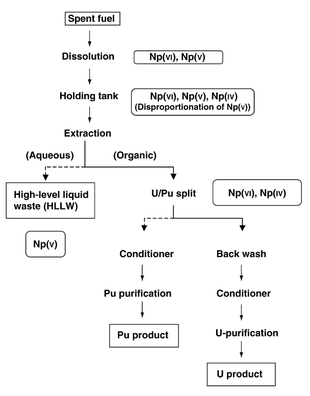 Spent fuel
Dissolution
Np(VI), Np(V)
Holding tank
Np(VI), Np(V), Np(IV)
(Disproportionation of Np(V))
Extraction
(Aqueous)
(Organic)
High-level liquid
waste (HLLW)
U/Pu split
Np(VI), Np(IV)
Np(V)
Conditioner
Back wash
Pu purification
Conditioner
Pu product
U-purification
U product